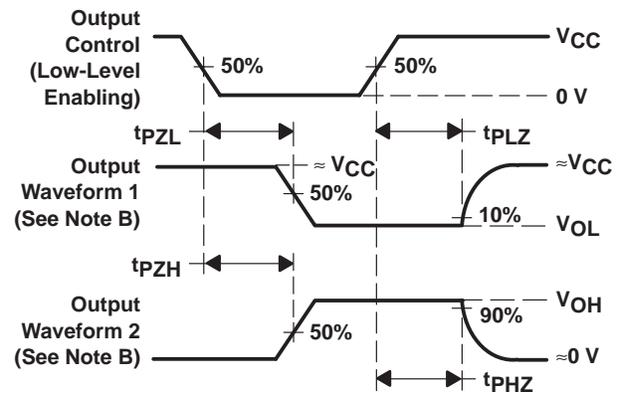 Output
Control
(Low-Level
Enabling)
50%
50%
VCC
0 V
tPZL
tPLZ
Output
Waveform 1
(See Note B)
≈ VCC
50%
≈VCC
10%
VOL
tPZH
Output
Waveform 2
(See Note B)
50%
VOH
90%
≈0 V
tPHZ